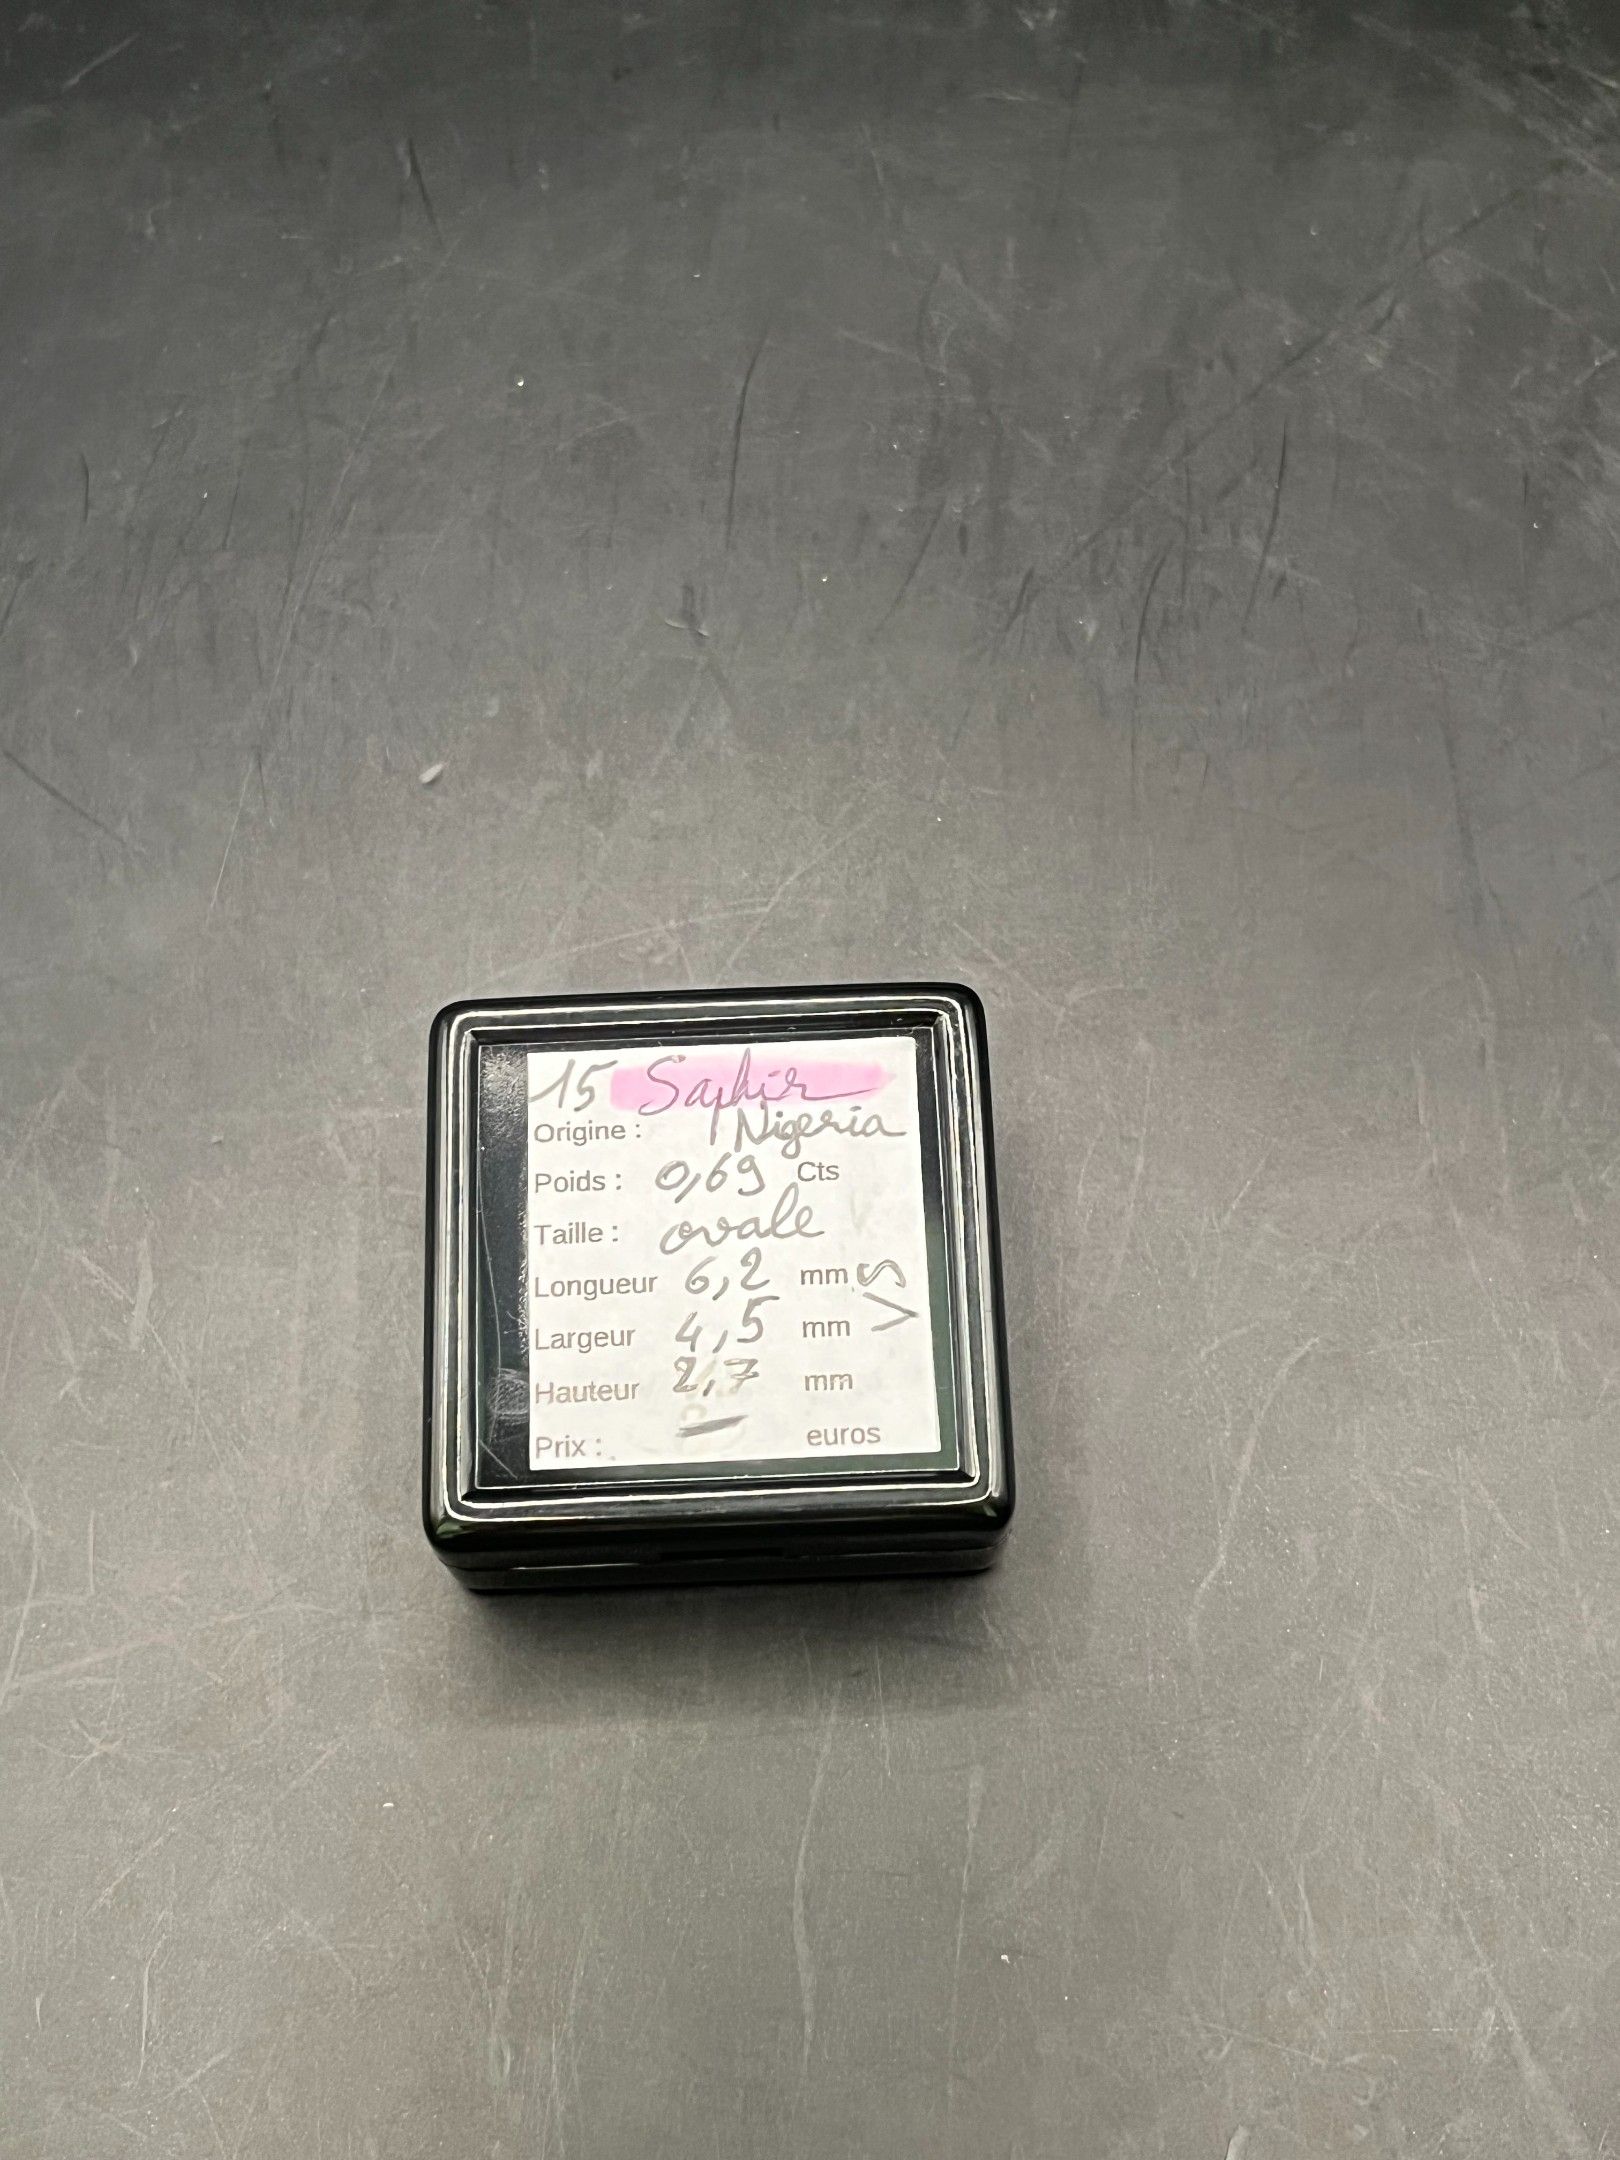 15 Saphir
Origine : Nigeria
Poids : 0,69 Cts
Taille : ovale
Longueur 6,2 mm
Largeur 4,5 mm
Hauteur 2,7 mm
Prix : — euros